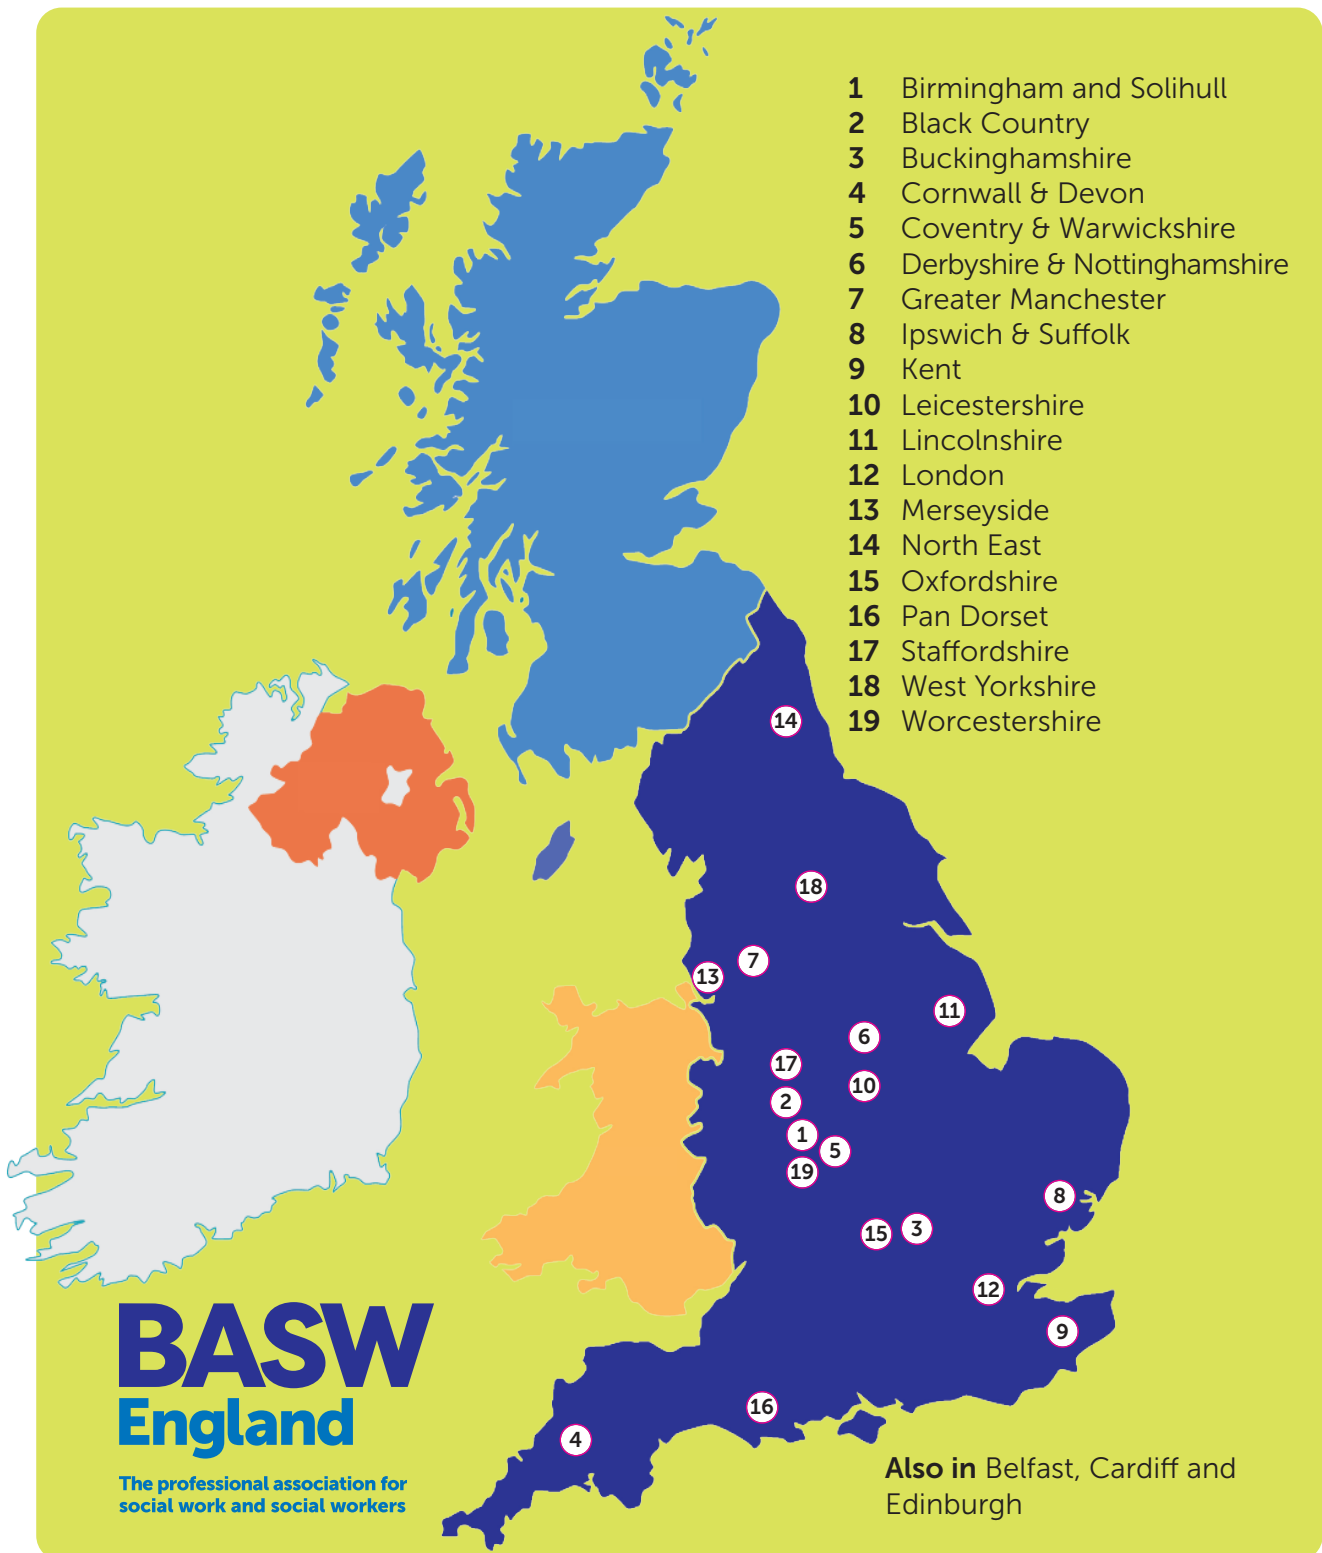 1 Birmingham and Solihull
2 Black Country
3 Buckinghamshire
4 Cornwall & Devon
5 Coventry & Warwickshire
6 Derbyshire & Nottinghamshire
7 Greater Manchester
8 Ipswich & Suffolk
9 Kent
10 Leicestershire
11 Lincolnshire
12 London
13 Merseyside
14 North East
15 Oxfordshire
16 Pan Dorset
17 Staffordshire
18 West Yorkshire
19 Worcestershire
14
18
7
13
11
6
17
10
2
1
5
19
8
3
15
12
9
16
4
BASW
England
The professional association for
social work and social workers
Also in Belfast, Cardiff and
Edinburgh